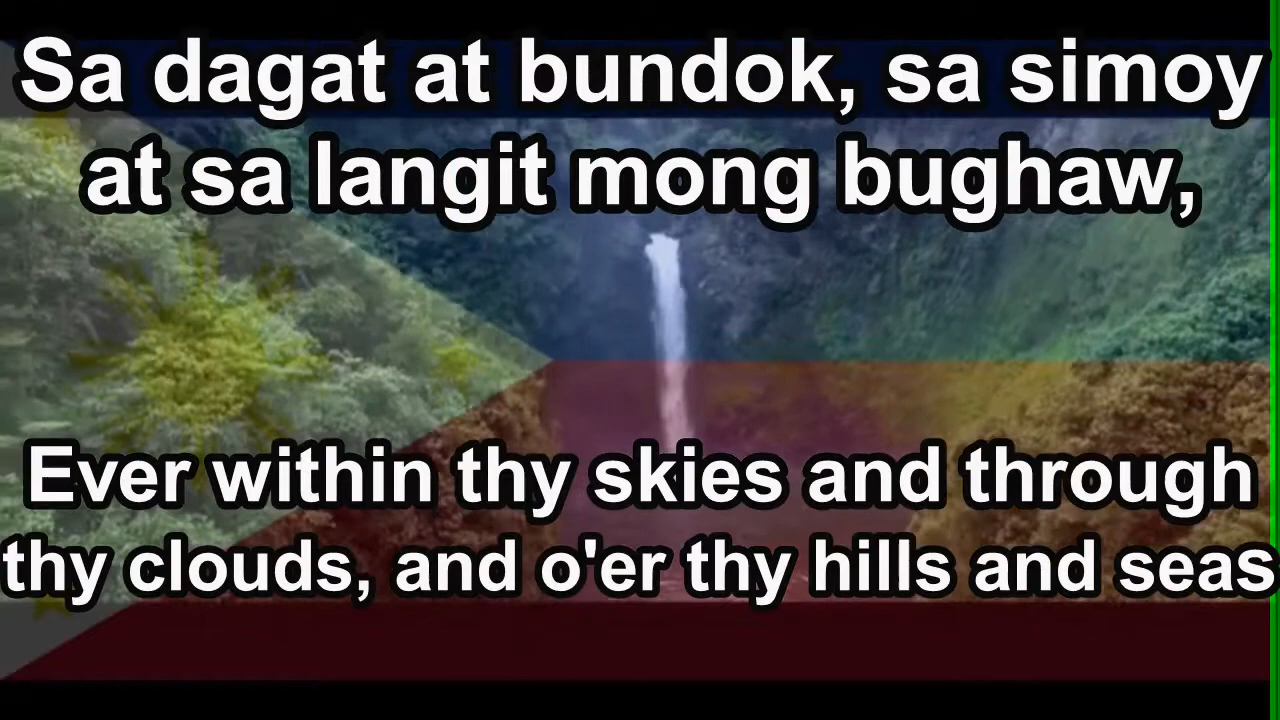 Sa dagat at bundok, sa simoy
at sa langit mong bughaw,
Ever within thy skies and through
thy clouds, and o'er thy hills and seas